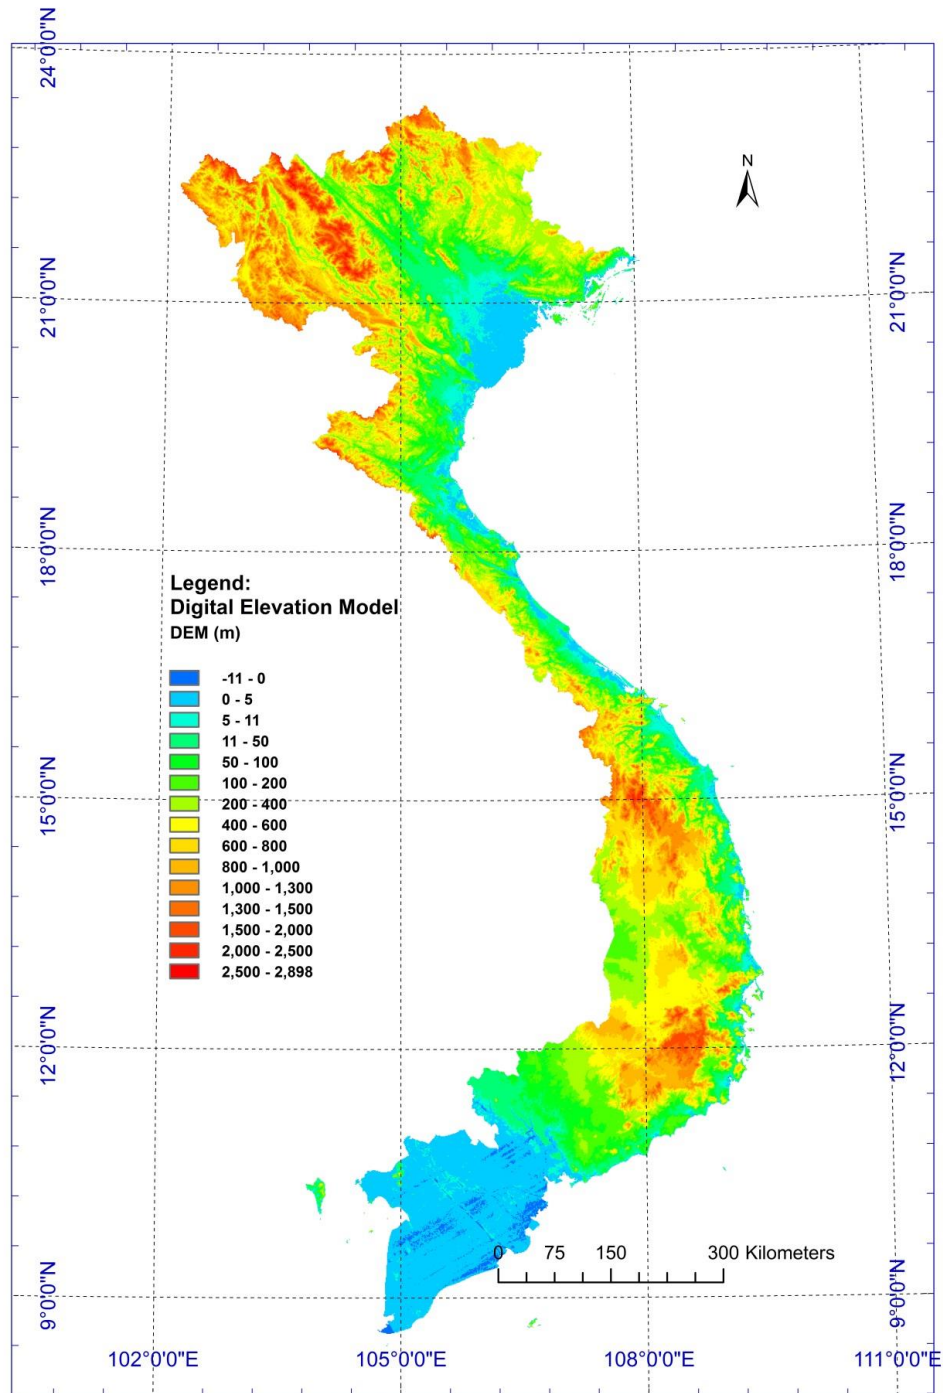 24°0'0"N
N
21°0'0"N
21°0'0"N
18°0'0"N
18°0'0"N
Legend:
Digital Elevation Model
DEM (m)
-11 - 0
0 - 5
5 - 11
11 - 50
50 - 100
100 - 200
200 - 400
400 - 600
600 - 800
800 - 1,000
1,000 - 1,300
1,300 - 1,500
1,500 - 2,000
2,000 - 2,500
2,500 - 2,898
15°0'0"N
15°0'0"N
12°0'0"N
12°0'0"N
0 75 150 300 Kilometers
9°0'0"N
9°0'0"N
102°0'0"E 105°0'0"E 108°0'0"E 111°0'0"E